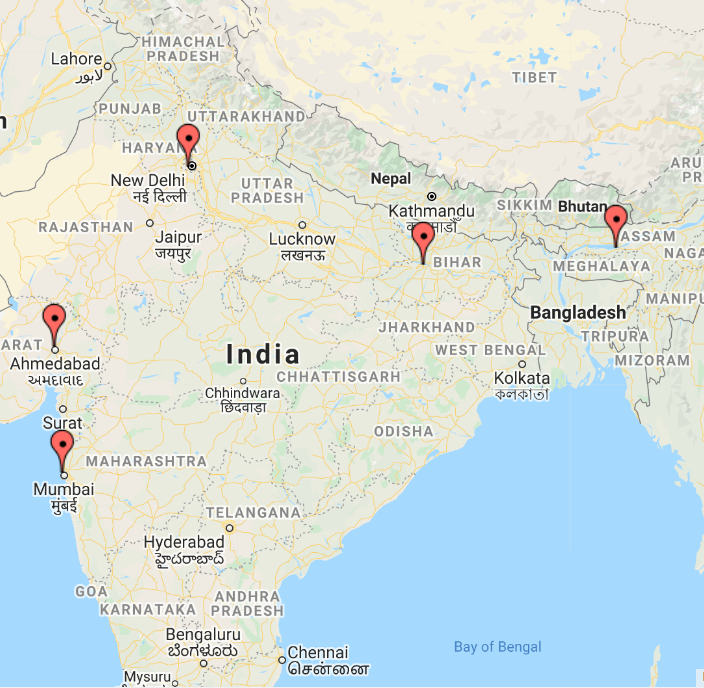 HIMACHAL
PRADESH
Lahore
لاہور
TIBET
PUNJAB
UTTARAKHAND
HARYANA
New Delhi
नई दिल्ली
UTTAR
PRADESH
Nepal
Kathmandu
SIKKIM
Bhutan
ARU
PR
RAJASTHAN
Jaipur
जयपुर
Lucknow
लखनऊ
BIHAR
ASSAM
MEGHALAYA
NAGA
MANIPU
Bangladesh
ARAT
Ahmedabad
અમદાવાદ
India
JHARKHAND
WEST BENGAL
TRIPURA
MIZORAM
CHHATTISGARH
Chhindwara
छिंदवाड़ा
Kolkata
কলকাতা
Surat
ODISHA
MAHARASHTRA
Mumbai
मुंबई
TELANGANA
Hyderabad
హైదరాబాద్
GOA
KARNATAKA
ANDHRA
PRADESH
Bengaluru
ಬೆಂಗಳೂರು
Chennai
சென்னை
Bay of Bengal
Mysuru